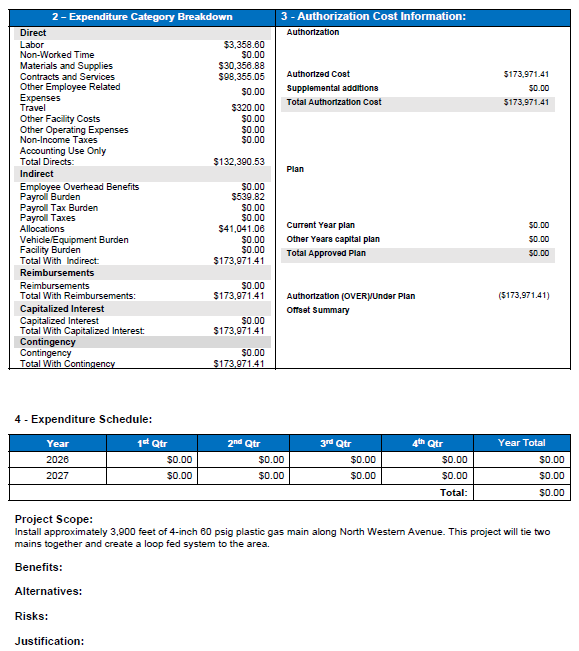 2 – Expenditure Category Breakdown
Direct
Labor $3,358.60
Non-Worked Time $0.00
Materials and Supplies $30,356.88
Contracts and Services $98,355.05
Other Employee Related
Expenses $0.00
Travel $320.00
Other Facility Costs $0.00
Other Operating Expenses $0.00
Non-Income Taxes $0.00
Accounting Use Only
Total Directs: $132,390.53
Indirect
Employee Overhead Benefits $0.00
Payroll Burden $539.82
Payroll Tax Burden $0.00
Payroll Taxes $0.00
Allocations $41,041.06
Vehicle/Equipment Burden $0.00
Facility Burden $0.00
Total With Indirect: $173,971.41
Reimbursements
Reimbursements $0.00
Total With Reimbursements: $173,971.41
Capitalized Interest
Capitalized Interest $0.00
Total With Capitalized Interest: $173,971.41
Contingency
Contingency $0.00
Total With Contingency $173,971.41
3 - Authorization Cost Information:
Authorization
Authorized Cost $173,971.41
Supplemental additions $0.00
Total Authorization Cost $173,971.41
Plan
Current Year plan $0.00
Other Years capital plan $0.00
Total Approved Plan $0.00
Authorization (OVER)/Under Plan ($173,971.41)
Offset Summary
4 - Expenditure Schedule:
Year 1st Qtr 2nd Qtr 3rd Qtr 4th Qtr Year Total
2026 $0.00 $0.00 $0.00 $0.00 $0.00
2027 $0.00 $0.00 $0.00 $0.00 $0.00
Total: $0.00
Project Scope:
Install approximately 3,900 feet of 4-inch 60 psig plastic gas main along North Western Avenue. This project will tie two
mains together and create a loop fed system to the area.
Benefits:
Alternatives:
Risks:
Justification: